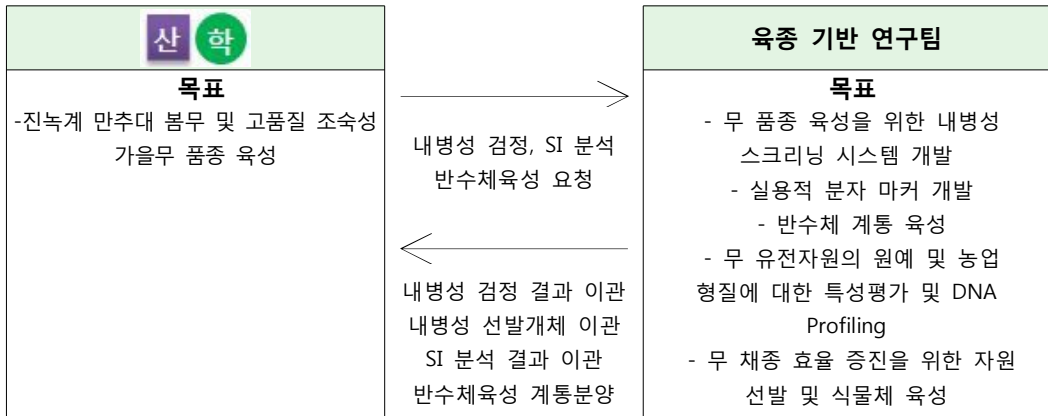 산 학
목표
-진녹계 만추대 봄무 및 고품질 조숙성
가을무 품종 육성
내병성 검정, SI 분석
반수체육성 요청
내병성 검정 결과 이관
내병성 선발개체 이관
SI 분석 결과 이관
반수체육성 계통분양
육종 기반 연구팀
목표
- 무 품종 육성을 위한 내병성
스크리닝 시스템 개발
- 실용적 분자 마커 개발
- 반수체 계통 육성
- 무 유전자원의 원예 및 농업
형질에 대한 특성평가 및 DNA
Profiling
- 무 채종 효율 증진을 위한 자원
선발 및 식물체 육성